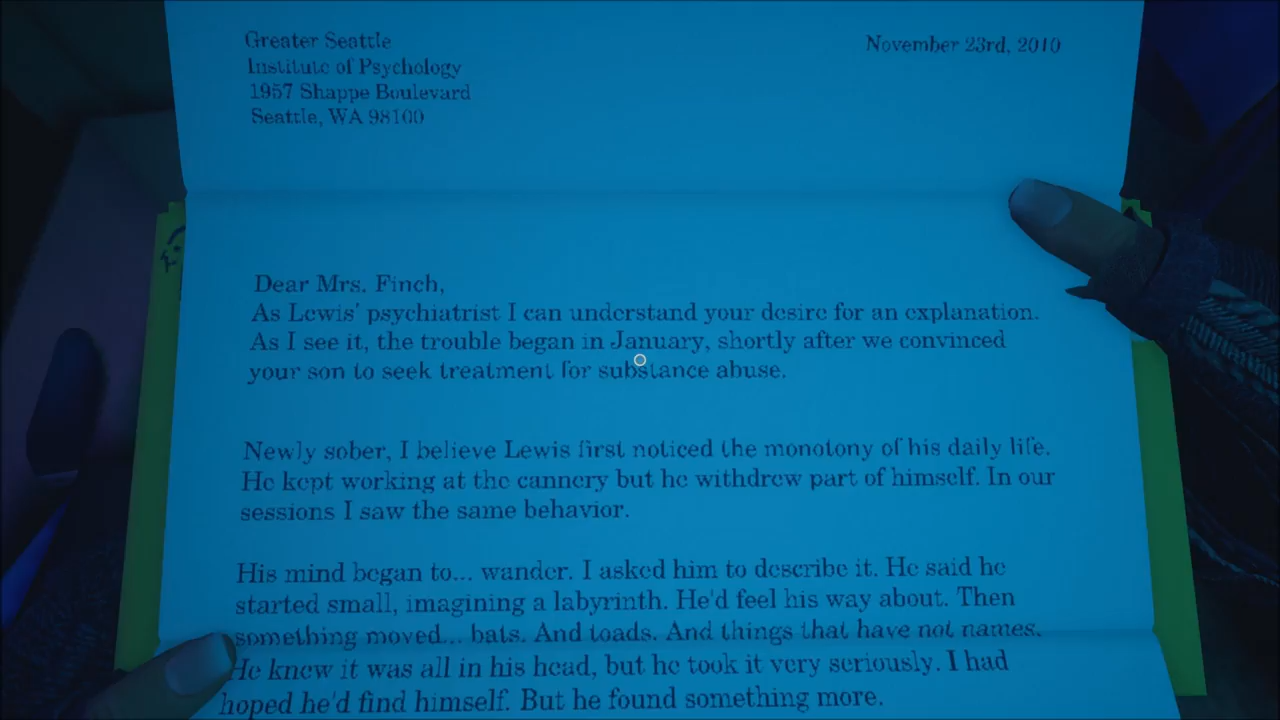 Greater Seattle
November 23rd, 2010
Institute of Psychology
1957 Shappe Boulevard
Seattle, WA 98100
Dear Mrs. Finch,
As Lewis' psychiatrist I can understand your desire for an explanation.
As I see it, the trouble began in January, shortly after we convinced
your son to seek treatment for substance abuse.
Newly sober, I believe Lewis first noticed the monotony of his daily life.
He kept working at the cannery but he withdrew part of himself. In our
sessions I saw the same behavior.
His mind began to... wander. I asked him to describe it. He said he
started small, imagining a labyrinth. He'd feel his way about. Then
something moved... bats. And toads. And things that have not names.
He knew it was all in his head, but he took it very seriously. I had
hoped he'd find himself. But he found something more.